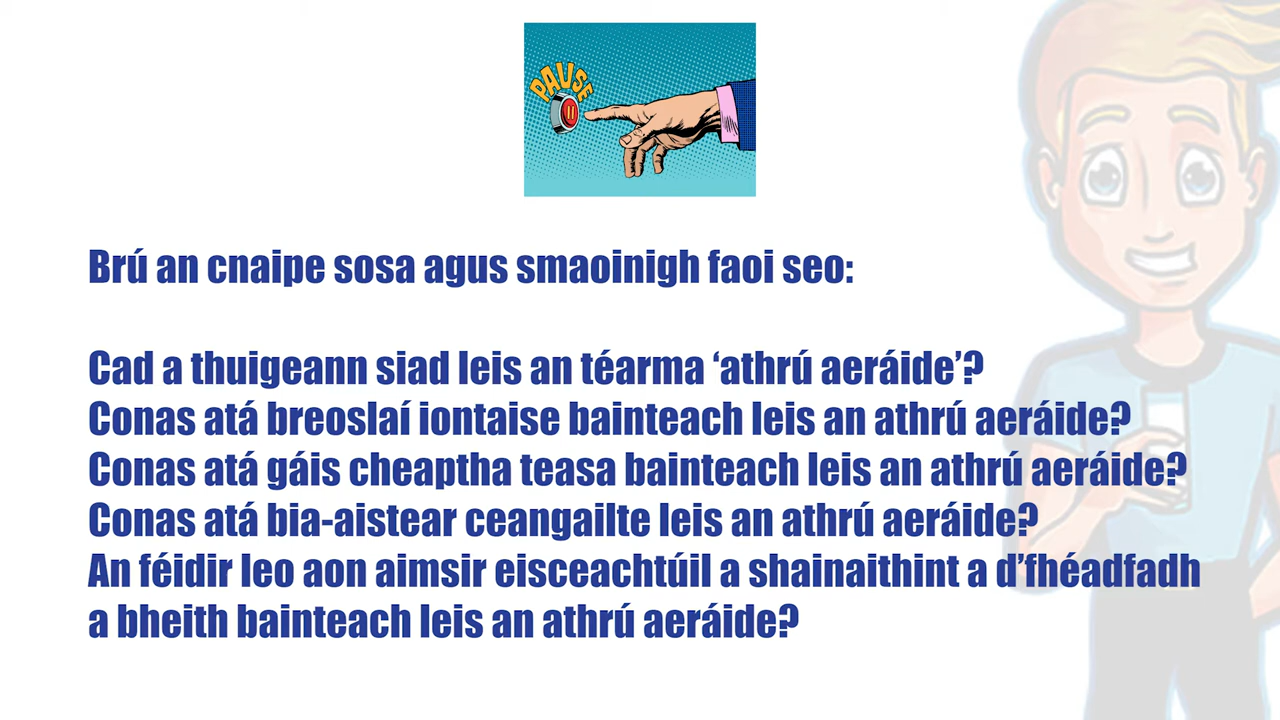 PAUSE
Brú an cnaipe sosa agus smaoinigh faoi seo:
Cad a thuigeann siad leis an téarma ‘athrú aeráide’?
Conas atá breoslaí iontaise bainteach leis an athrú aeráide?
Conas atá gáis cheaptha teasa bainteach leis an athrú aeráide?
Conas atá bia-aistear ceangailte leis an athrú aeráide?
An féidir leo aon aimsir eisceachtúil a shainaithint a d’fhéadfadh
a bheith bainteach leis an athrú aeráide?